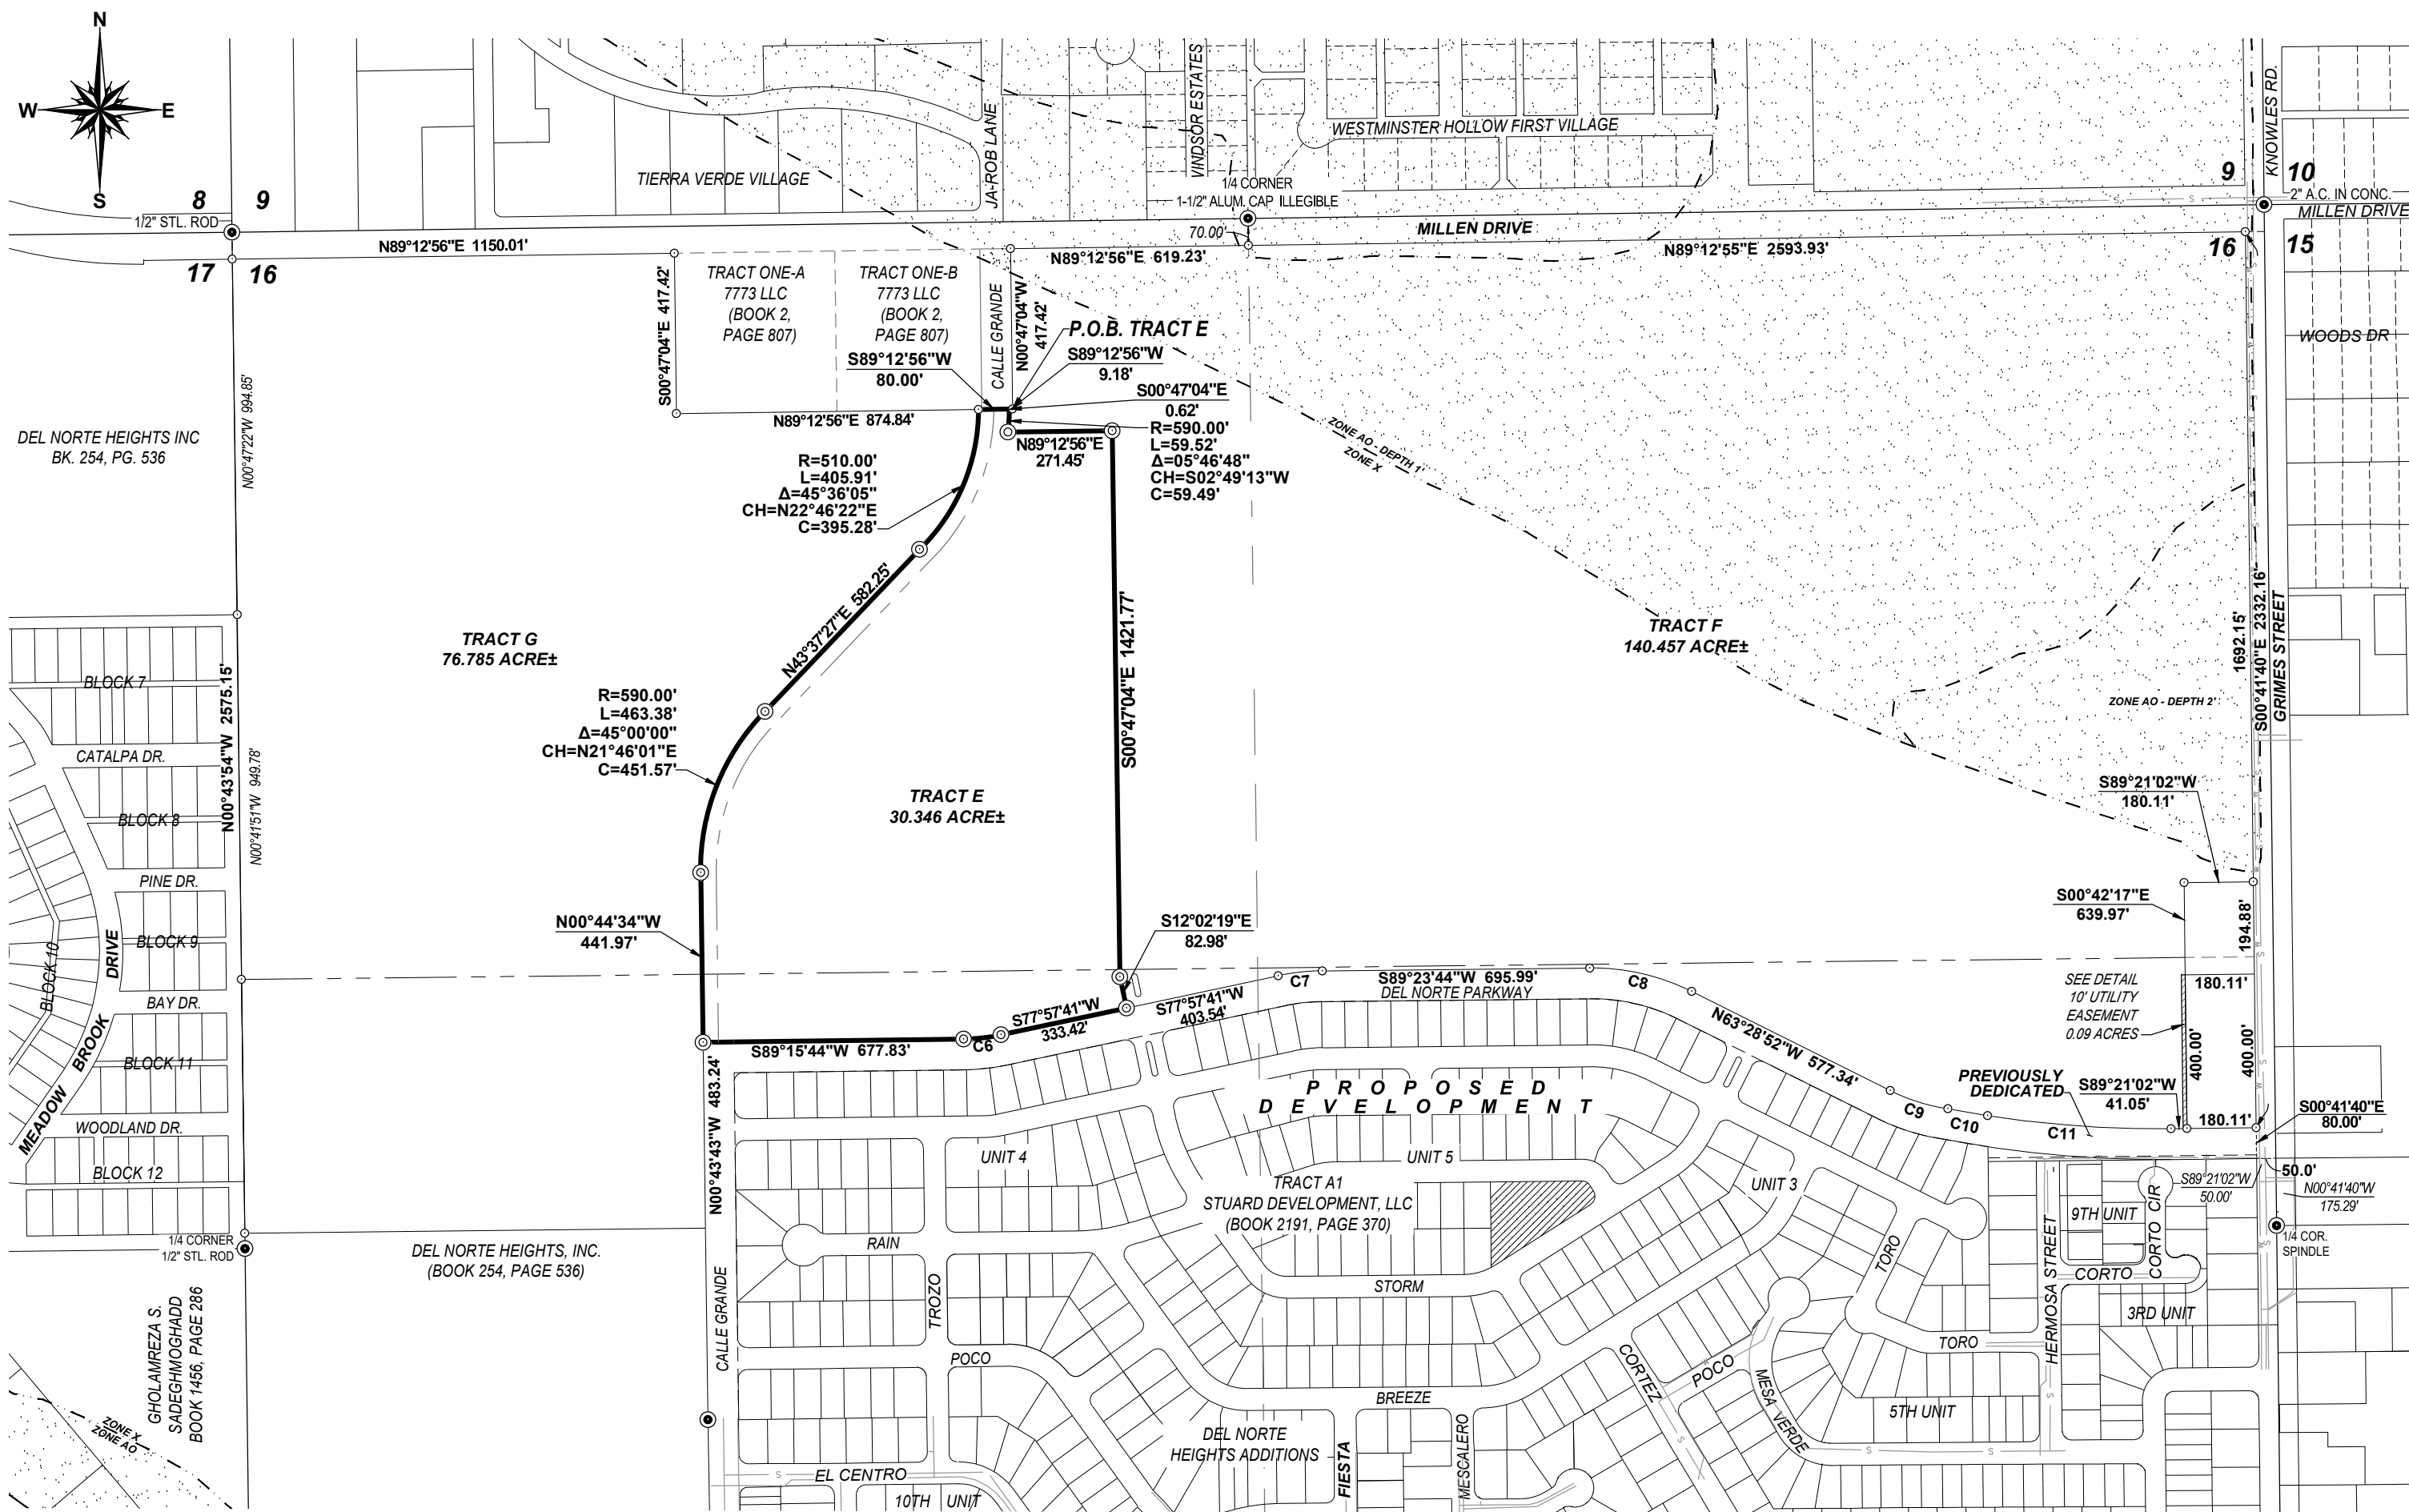 N
W
E
S
8
9
1/2" STL. ROD
17
16
N89°12'56"E 1150.01'
TIERRA VERDE VILLAGE
JA-ROB LANE
WINDSOR ESTATES
WESTMINSTER HOLLOW FIRST VILLAGE
1/4 CORNER
1-1/2" ALUM. CAP ILLEGIBLE
70.00'
MILLEN DRIVE
N89°12'56"E 619.23'
N89°12'55"E 2593.93'
KNOWLES RD.
9
10
2" A.C. IN CONC.
MILLEN DRIVE
16
15
WOODS DR
S00°47'04"E 417.42'
TRACT ONE-A
7773 LLC
(BOOK 2,
PAGE 807)
TRACT ONE-B
7773 LLC
(BOOK 2,
PAGE 807)
CALLE GRANDE
N00°47'04"W
417.42'
P.O.B. TRACT E
S89°12'56"W
80.00'
S89°12'56"W
9.18'
S00°47'04"E
0.62'
N89°12'56"E 874.84'
N89°12'56"E
271.45'
R=590.00'
L=59.52'
Δ=05°46'48"
CH=S02°49'13"W
C=59.49'
R=510.00'
L=405.91'
Δ=45°36'05"
CH=N22°46'22"E
C=395.28'
DEL NORTE HEIGHTS INC
BK. 254, PG. 536
N00°47'22"W 994.85'
ZONE AO - DEPTH 1'
ZONE X
N43°37'27"E 582.25'
S00°47'04"E 1421.77'
TRACT G
76.785 ACRE±
TRACT F
140.457 ACRE±
1692.15'
S00°41'40"E 2332.16'
GRIMES STREET
ZONE AO - DEPTH 2'
R=590.00'
L=463.38'
Δ=45°00'00"
CH=N21°46'01"E
C=451.57'
TRACT E
30.346 ACRE±
BLOCK 7
CATALPA DR.
BLOCK 8
N00°43'54"W 2575.15'
N00°41'51"W 949.78'
PINE DR.
BLOCK 9
BLOCK 10
MEADOW BROOK DRIVE
BAY DR.
BLOCK 11
WOODLAND DR.
BLOCK 12
S89°21'02"W
180.11'
S00°42'17"E
639.97'
194.88'
N00°44'34"W
441.97'
S12°02'19"E
82.98'
SEE DETAIL
10' UTILITY
EASEMENT
0.09 ACRES
180.11'
400.00'
400.00'
C7
S89°23'44"W 695.99'
DEL NORTE PARKWAY
C8
S77°57'41"W
333.42'
S77°57'41"W
403.54'
S89°15'44"W 677.83'
C6
N63°28'52"W 577.34'
PREVIOUSLY
DEDICATED
S89°21'02"W
41.05'
C9
C10
C11
180.11'
S00°41'40"E
80.00'
PROPOSED
DEVELOPMENT
N00°43'43"W 483.24'
UNIT 4
UNIT 5
UNIT 3
TRACT A1
STUARD DEVELOPMENT, LLC
(BOOK 2191, PAGE 370)
50.0'
S89°21'02"W
50.00'
N00°41'40"W
175.29'
1/4 COR.
SPINDLE
9TH UNIT
CORTO CIR
CORTO
3RD UNIT
HERMOSA STREET
TORO
TORO
1/4 CORNER
1/2" STL. ROD
DEL NORTE HEIGHTS, INC.
(BOOK 254, PAGE 536)
RAIN
TROZO
STORM
GHOLAMREZA S.
SADEGHMOGHADD
BOOK 1456, PAGE 286
ZONE X
ZONE AO
CALLE GRANDE
POCO
BREEZE
CORTEZ
POCO
MESA VERDE
5TH UNIT
DEL NORTE
HEIGHTS ADDITIONS
FIESTA
MESCALERO
EL CENTRO
10TH UNIT